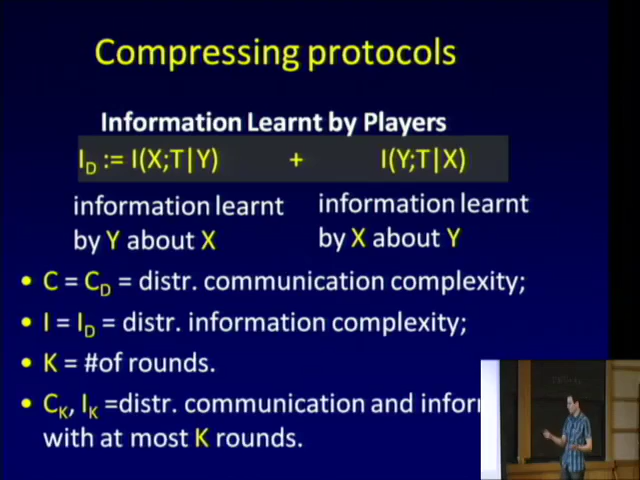 Compressing protocols
Information Learnt by Players
I_D := I(X;T|Y) + I(Y;T|X)
information learnt by Y about X
information learnt by X about Y
• C = C_D = distr. communication complexity;
• I = I_D = distr. information complexity;
• K = #of rounds.
• C_K, I_K =distr. communication and
with at most K rounds.